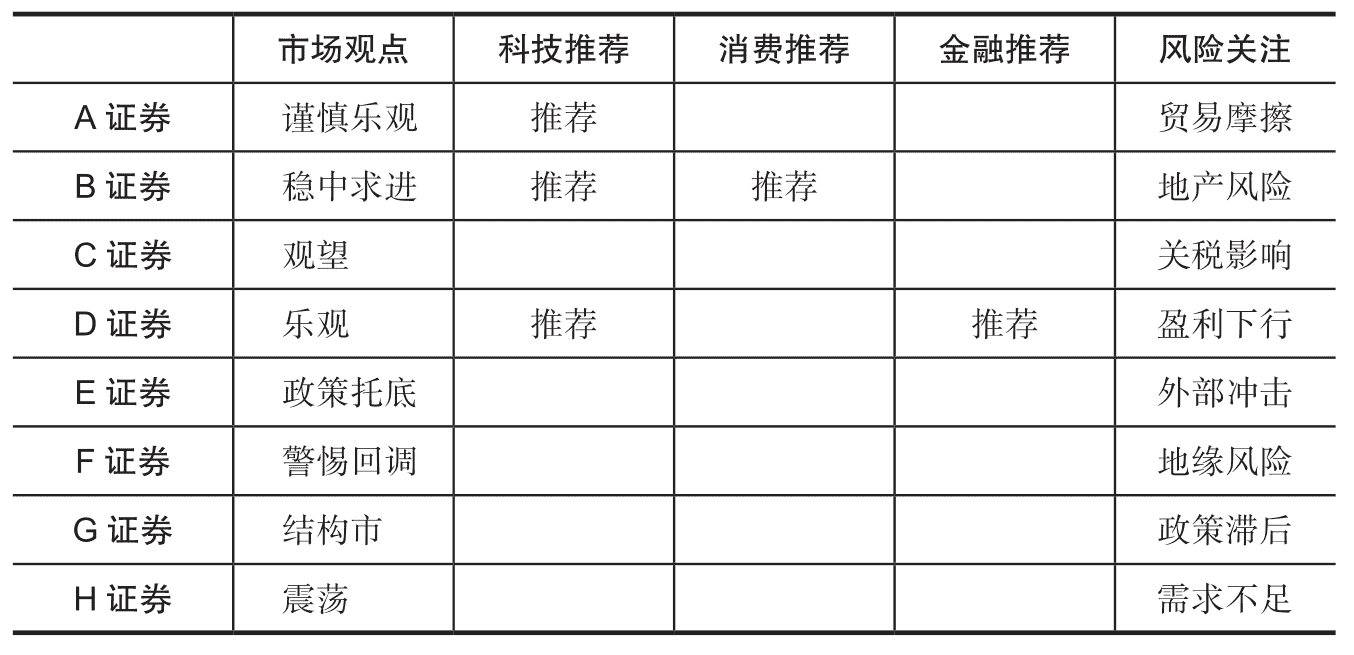 市场观点 科技推荐 消费推荐 金融推荐 风险关注
A 证券 谨慎乐观 推荐 贸易摩擦
B 证券 稳中求进 推荐 推荐 地产风险
C 证券 观望 关税影响
D 证券 乐观 推荐 推荐 盈利下行
E 证券 政策托底 外部冲击
F 证券 警惕回调 地缘风险
G 证券 结构市 政策滞后
H 证券 震荡 需求不足